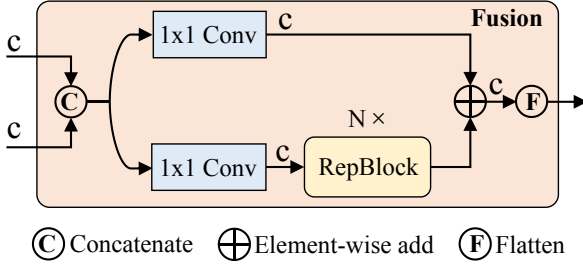 Fusion
c
1x1 Conv
c
C
c
F
c
N ×
1x1 Conv
c
RepBlock
C Concatenate
Element-wise add
F Flatten